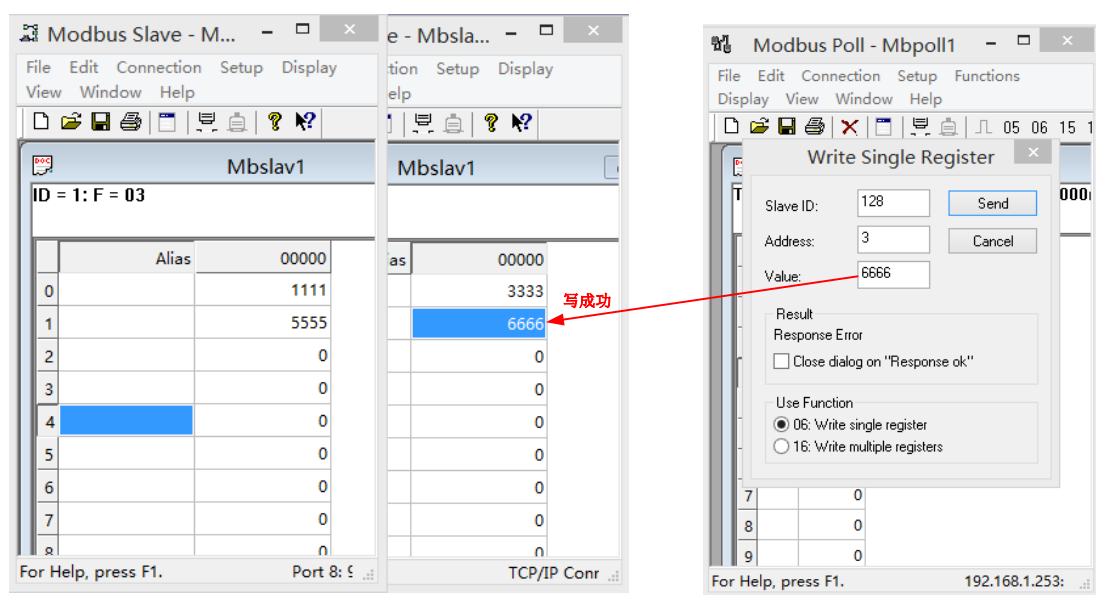 Modbus Slave - M...
File Edit Connection Setup Display
View Window Help
Mbslav1
ID = 1: F = 03
Alias 00000
0 1111
1 5555
2 0
3 0
4 0
5 0
6 0
7 0
8 0
For Help, press F1. Port 8: 9
e - Mbsla...
tion Setup Display
elp
Mbslav1
as 00000
3333
6666
0
0
0
0
0
0
0
TCP/IP Conr
写成功
Modbus Poll - Mbpoll1
File Edit Connection Setup Functions
Display View Window Help
05 06 15 1
Write Single Register
T 000
Slave ID: 128 Send
Address: 3 Cancel
Value: 6666
Result
Response Error
Close dialog on "Response ok"
Use Function
06: Write single register
16: Write multiple registers
7 0
8 0
9 0
For Help, press F1. 192.168.1.253: